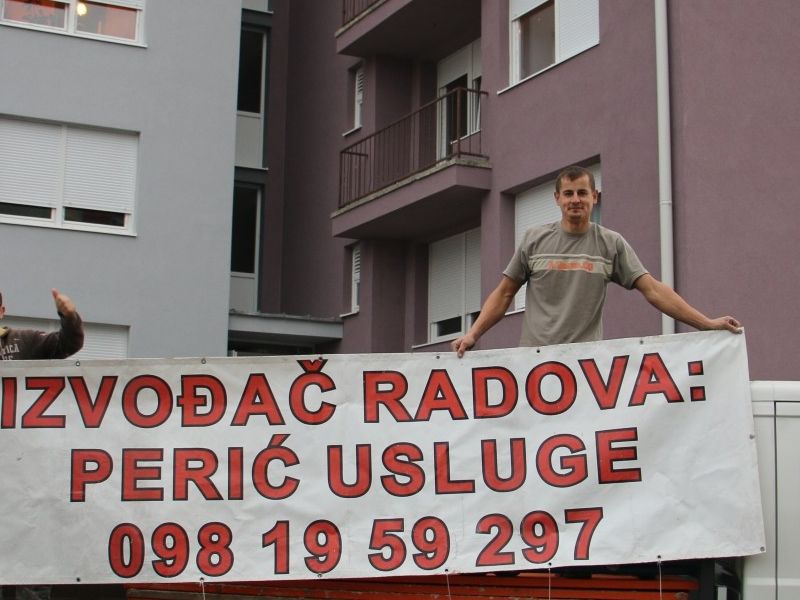 IZVOĐAČ RADOVA:
PERIĆ USLUGE
098 19 59 297